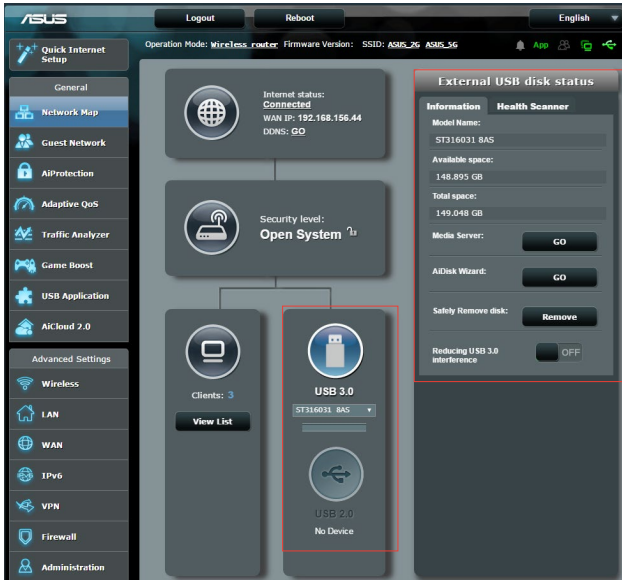 ASUS
Logout
Reboot
English
Quick Internet
Setup
Operation Mode: Wireless router Firmware Version: SSID: ASUS_2G ASUS_5G
App
General
Network Map
Guest Network
AiProtection
Adaptive QoS
Traffic Analyzer
Game Boost
USB Application
AiCloud 2.0
Advanced Settings
Wireless
LAN
WAN
IPv6
VPN
Firewall
Administration
Internet status:
Connected
WAN IP: 192.168.156.44
DDNS: GO
Security level:
Open System
Clients: 3
View List
USB 3.0
ST316031 8AS
USB 2.0
No Device
External USB disk status
Information Health Scanner
Model Name:
ST316031 8AS
Available space:
148.895 GB
Total space:
149.048 GB
Media Server:
GO
AiDisk Wizard:
GO
Safely Remove disk:
Remove
Reducing USB 3.0
interference
OFF